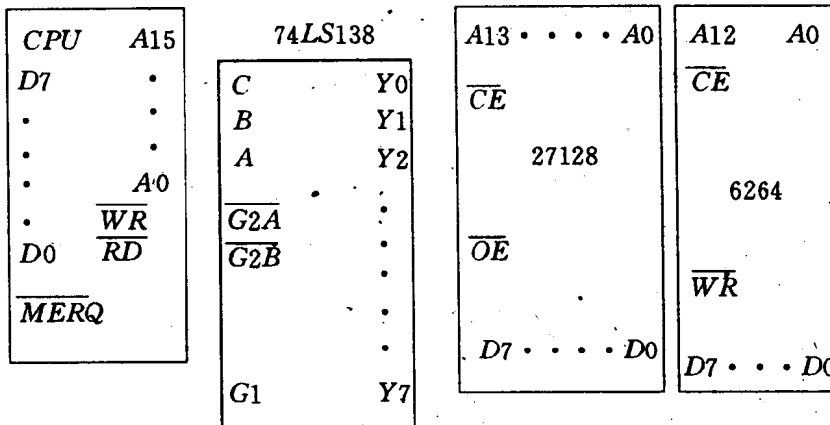 CPU A15
D7
A0
WR
D0 RD
MERQ
74LS138
C Y0
B Y1
A Y2
G2A
G2B
G1 Y7
A13 • • • • A0
CE
27128
OE
D7 • • • • D0
A12 A0
CE
6264
WR
D7 • • • D0